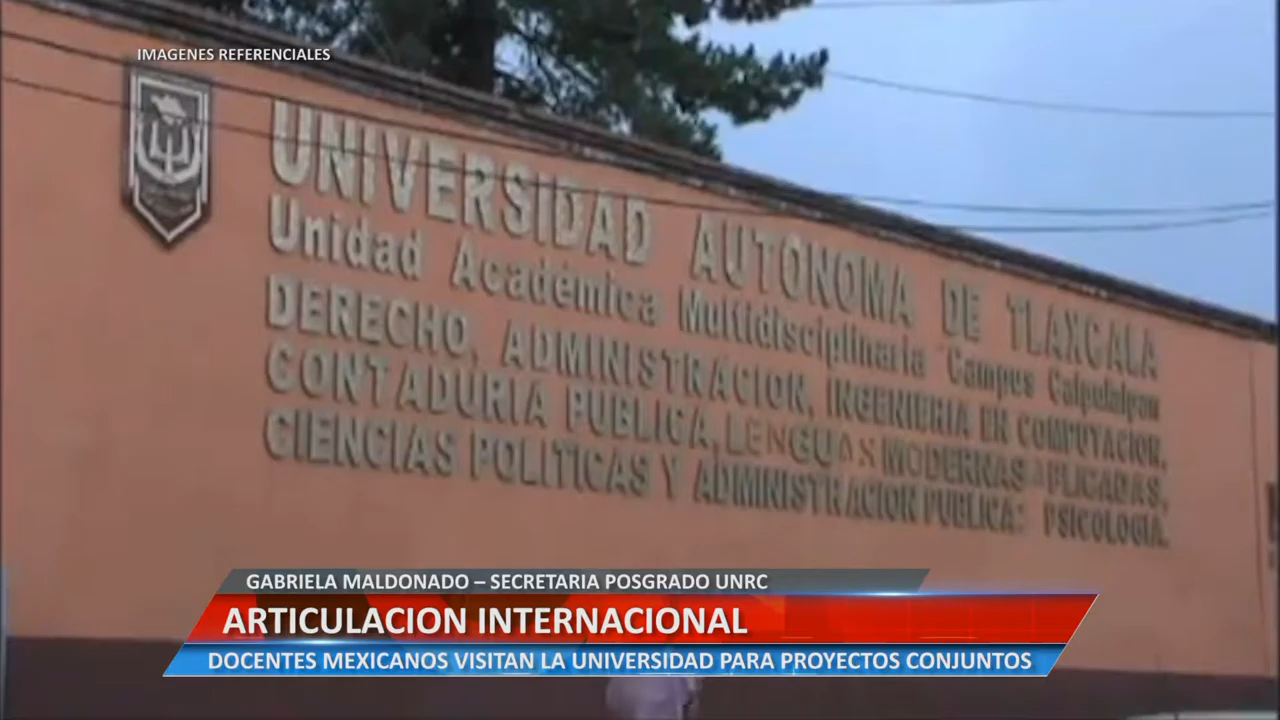 IMAGENES REFERENCIALES
UNIVERSIDAD AUTONOMA DE TLAXCALA
Unidad Académica Multidisciplinaria Campus Calpulalpan
DERECHO, ADMINISTRACION, INGENIERIA EN COMPUTACION,
CONTADURIA PUBLICA, LENGUAS MODERNAS APLICADAS,
CIENCIAS POLITICAS Y ADMINISTRACION PUBLICA: PSICOLOGIA.
GABRIELA MALDONADO – SECRETARIA POSGRADO UNRC
ARTICULACION INTERNACIONAL
DOCENTES MEXICANOS VISITAN LA UNIVERSIDAD PARA PROYECTOS CONJUNTOS